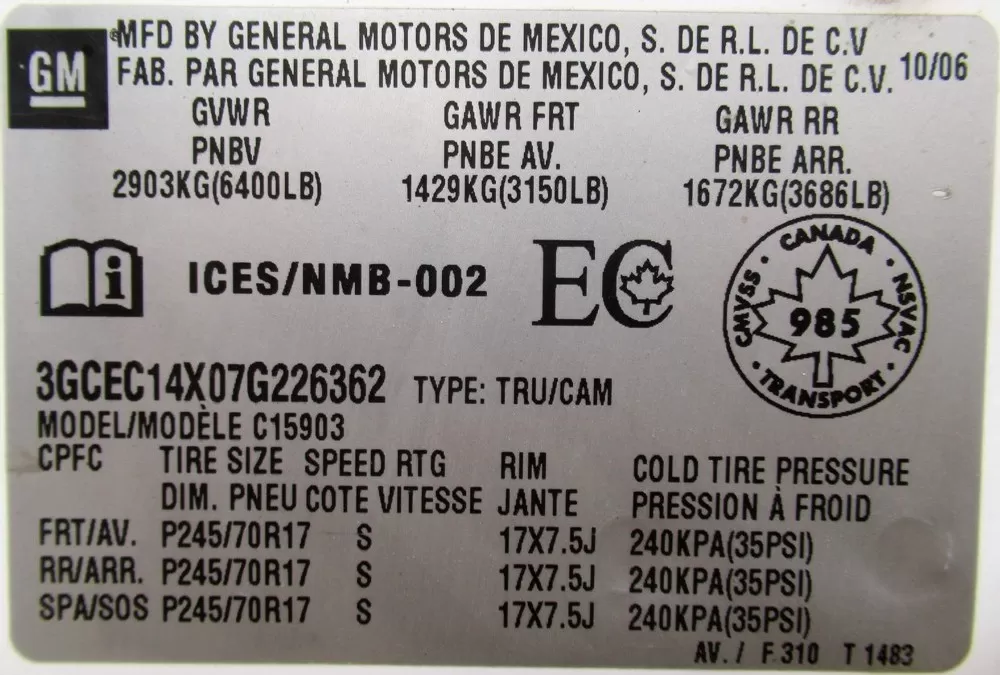 GM
MFD BY GENERAL MOTORS DE MEXICO, S. DE R.L. DE C.V
FAB. PAR GENERAL MOTORS DE MEXICO, S. DE R.L. DE C.V. 10/06
GVWR GAWR FRT GAWR RR
PNBV PNBE AV. PNBE ARR.
2903KG(6400LB) 1429KG(3150LB) 1672KG(3686LB)
i ICES/NMB-002 EC
CANADA · NSVAC · TRANSPORT · CMVSS ·
985
3GCEC14X07G226362 TYPE: TRU/CAM
MODEL/MODÈLE C15903
CPFC TIRE SIZE SPEED RTG RIM COLD TIRE PRESSURE
DIM. PNEU COTE VITESSE JANTE PRESSION À FROID
FRT/AV. P245/70R17 S 17X7.5J 240KPA(35PSI)
RR/ARR. P245/70R17 S 17X7.5J 240KPA(35PSI)
SPA/SOS P245/70R17 S 17X7.5J 240KPA(35PSI)
AV. / F 310 T 1483